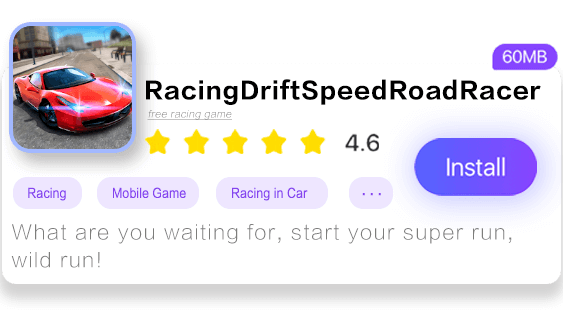 60MB
RacingDriftSpeedRoadRacer
free racing game
4.6
Install
Racing
Mobile Game
Racing in Car
...
What are you waiting for, start your super run,
wild run!